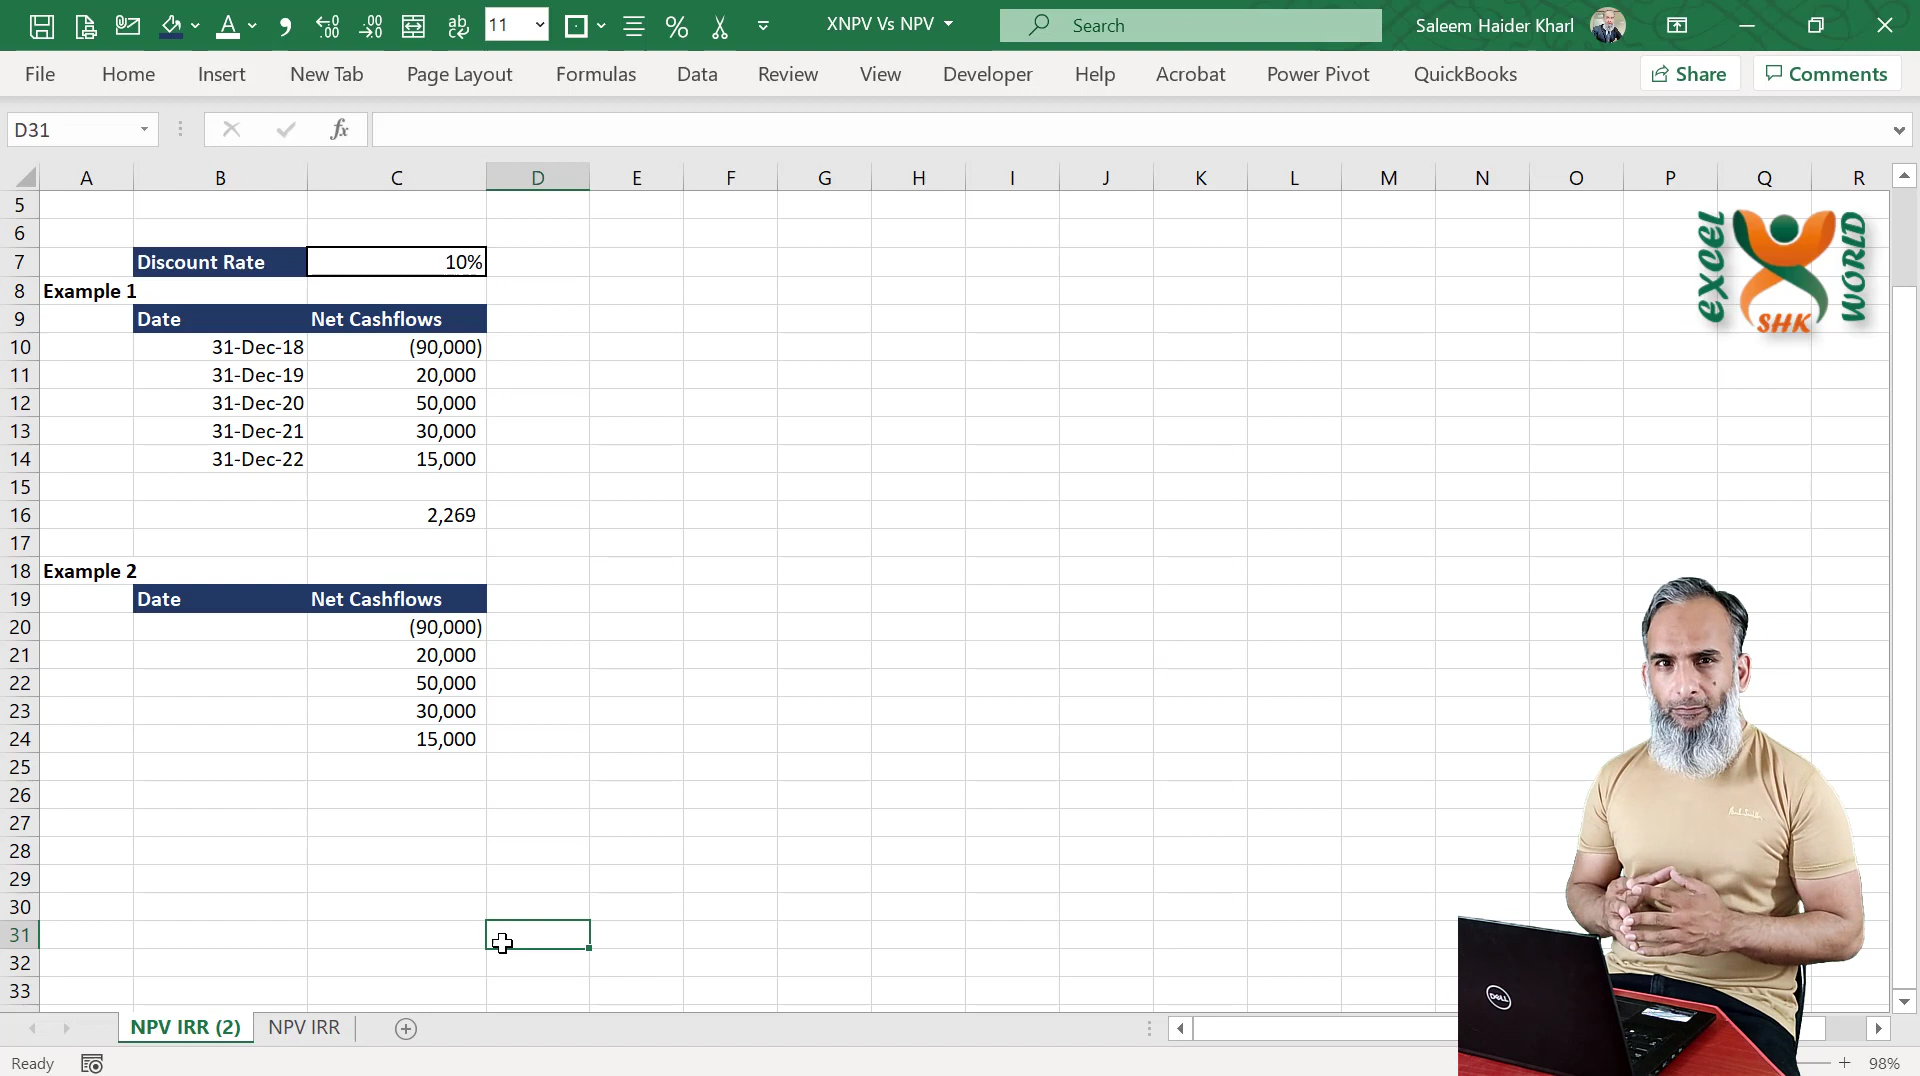 11
XNPV Vs NPV
Search
Saleem Haider Kharl
File Home Insert New Tab Page Layout Formulas Data Review View Developer Help Acrobat Power Pivot QuickBooks Share Comments
D31 fx
A B C D E F G H I J K L M N O P Q R
5
6
7 Discount Rate 10%
8 Example 1
9 Date Net Cashflows
10 31-Dec-18 (90,000)
11 31-Dec-19 20,000
12 31-Dec-20 50,000
13 31-Dec-21 30,000
14 31-Dec-22 15,000
15
16 2,269
17
18 Example 2
19 Date Net Cashflows
20 (90,000)
21 20,000
22 50,000
23 30,000
24 15,000
25
26
27
28
29
30
31
32
33
exeel
WORLD
SHK
DELL
NPV IRR (2) NPV IRR
Ready 98%